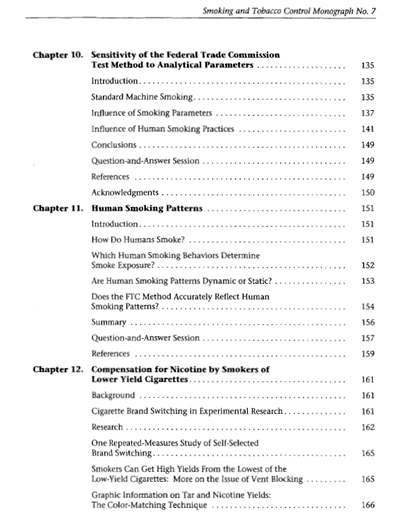 Smoking and Tobacco Control Monograph No. 7
Chapter 10. Sensitivity of the Federal Trade Commission
Test Method to Analytical Parameters .................... 135
Introduction ............................................. 135
Standard Machine Smoking ................................. 135
Influence of Smoking Parameters .......................... 137
Influence of Human Smoking Practices ..................... 141
Conclusions .............................................. 149
Question-and-Answer Session .............................. 149
References ............................................... 149
Acknowledgments .......................................... 150
Chapter 11. Human Smoking Patterns ....................... 151
Introduction ............................................. 151
How Do Humans Smoke? ..................................... 151
Which Human Smoking Behaviors Determine
Smoke Exposure? .......................................... 152
Are Human Smoking Patterns Dynamic or Static? ............ 153
Does the FTC Method Accurately Reflect Human
Smoking Patterns? ........................................ 154
Summary .................................................. 156
Question-and-Answer Session .............................. 157
References ............................................... 159
Chapter 12. Compensation for Nicotine by Smokers of
Lower Yield Cigarettes ................................... 161
Background ............................................... 161
Cigarette Brand Switching in Experimental Research ....... 161
Research ................................................. 162
One Repeated-Measures Study of Self-Selected
Brand Switching .......................................... 165
Smokers Can Get High Yields From the Lowest of the
Low-Yield Cigarettes: More on the Issue of Vent Blocking ......... 165
Graphic Information on Tar and Nicotine Yields:
The Color-Matching Technique ............................. 166